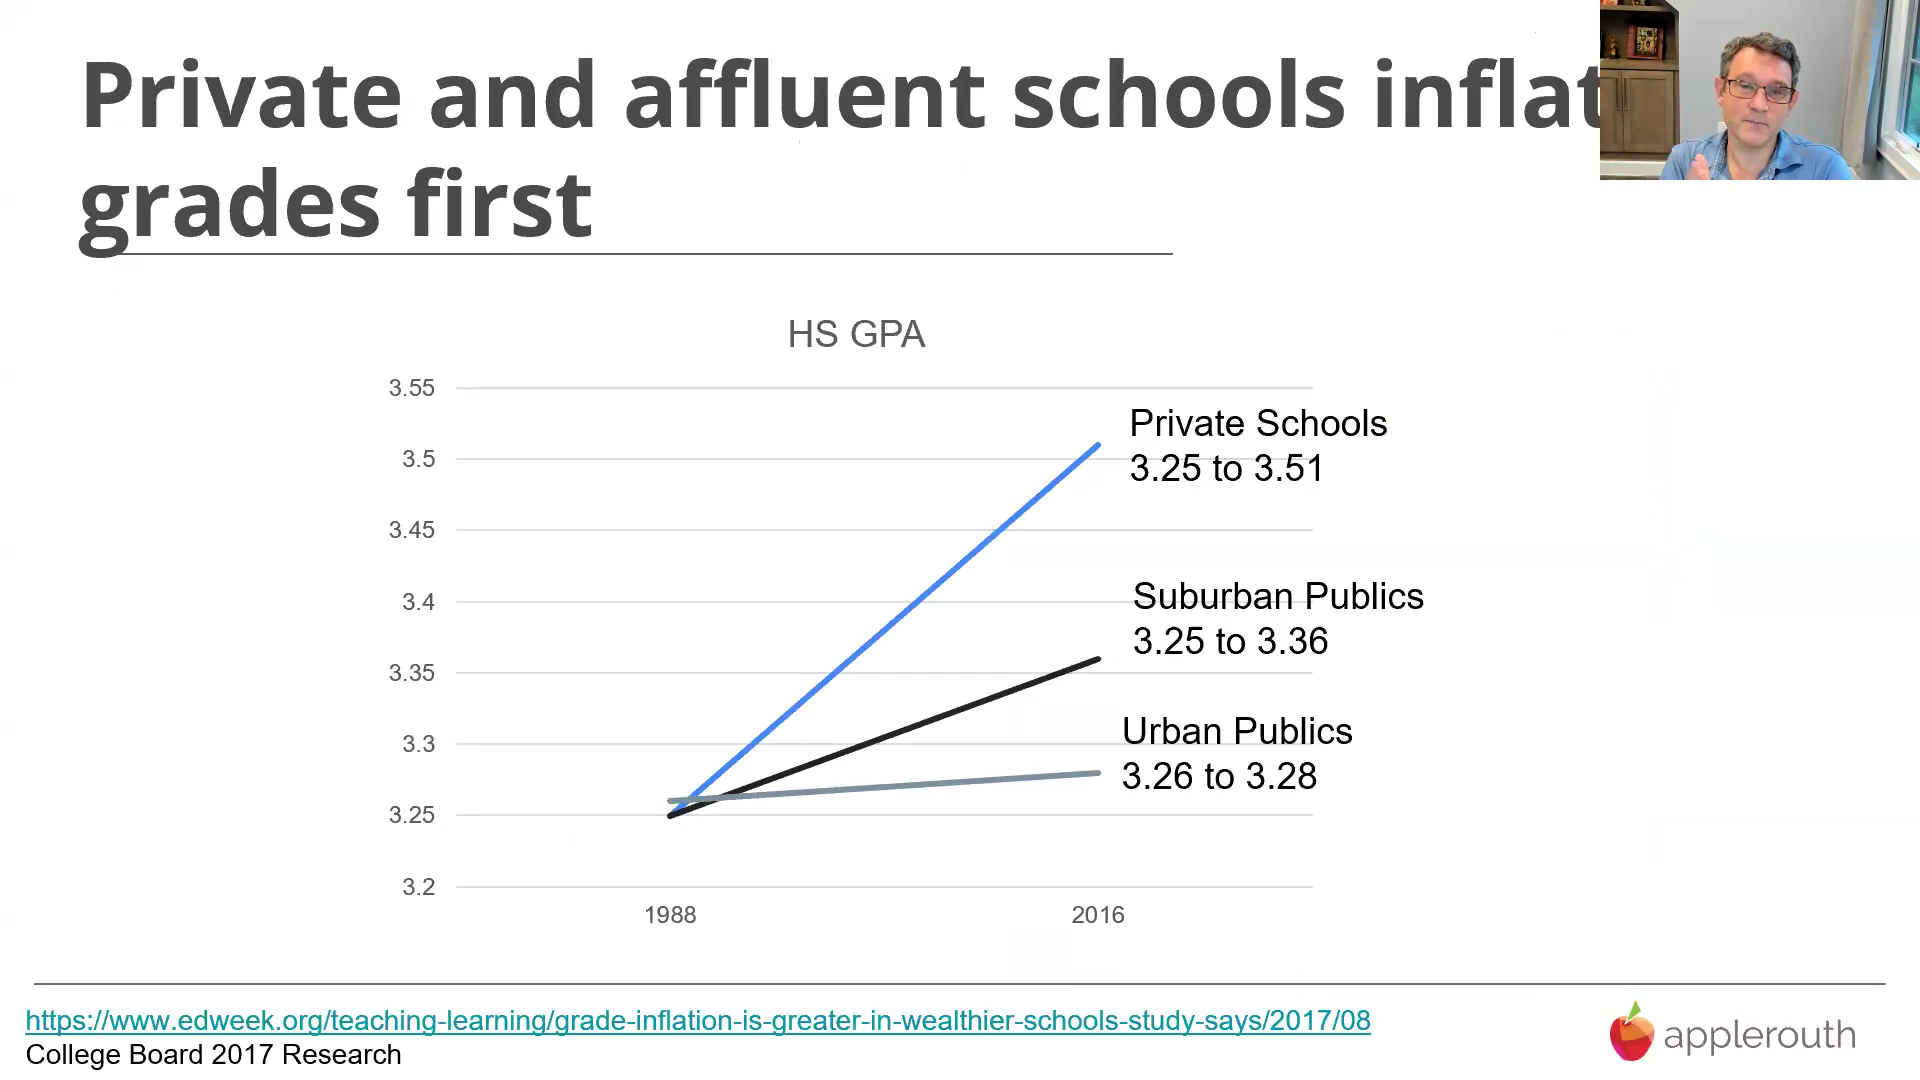 Private and affluent schools inflat
grades first
HS GPA
3.55
Private Schools
3.5
3.25 to 3.51
3.45
3.4
Suburban Publics
3.25 to 3.36
3.35
3.3
Urban Publics
3.26 to 3.28
3.25
3.2
1988
2016
https://www.edweek.org/teaching-learning/grade-inflation-is-greater-in-wealthier-schools-study-says/2017/08
College Board 2017 Research
applerouth